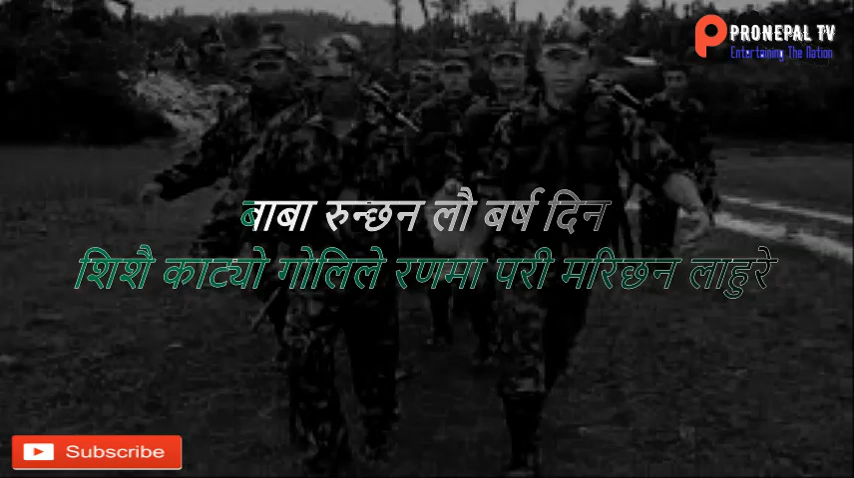 PRONEPAL TV
Entertaining The Nation
बाबा रुन्छन लौ बर्ष दिन
शिशै काट्यो गोलिले रणमा परी मरिछन लाहुरे
Subscribe